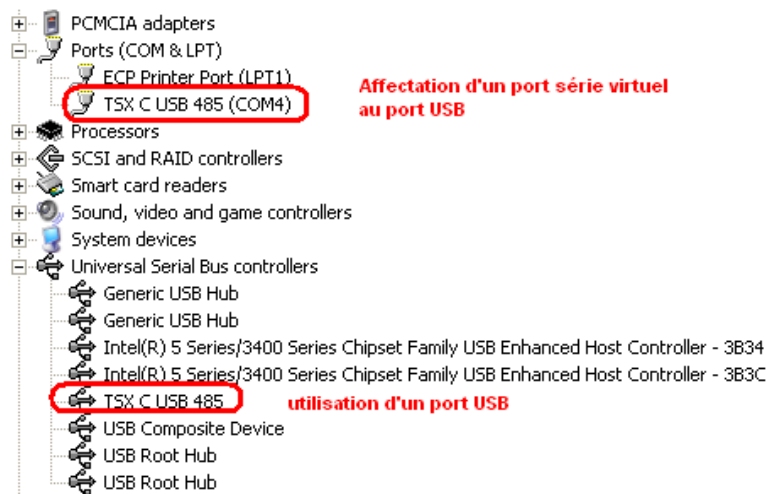 PCMCIA adapters
Ports (COM & LPT)
ECP Printer Port (LPT1)
TSX C USB 485 (COM4)
Affectation d'un port série virtuel
au port USB
Processors
SCSI and RAID controllers
Smart card readers
Sound, video and game controllers
System devices
Universal Serial Bus controllers
Generic USB Hub
Generic USB Hub
Intel(R) 5 Series/3400 Series Chipset Family USB Enhanced Host Controller - 3B34
Intel(R) 5 Series/3400 Series Chipset Family USB Enhanced Host Controller - 3B3C
TSX C USB 485
utilisation d'un port USB
USB Composite Device
USB Root Hub
USB Root Hub